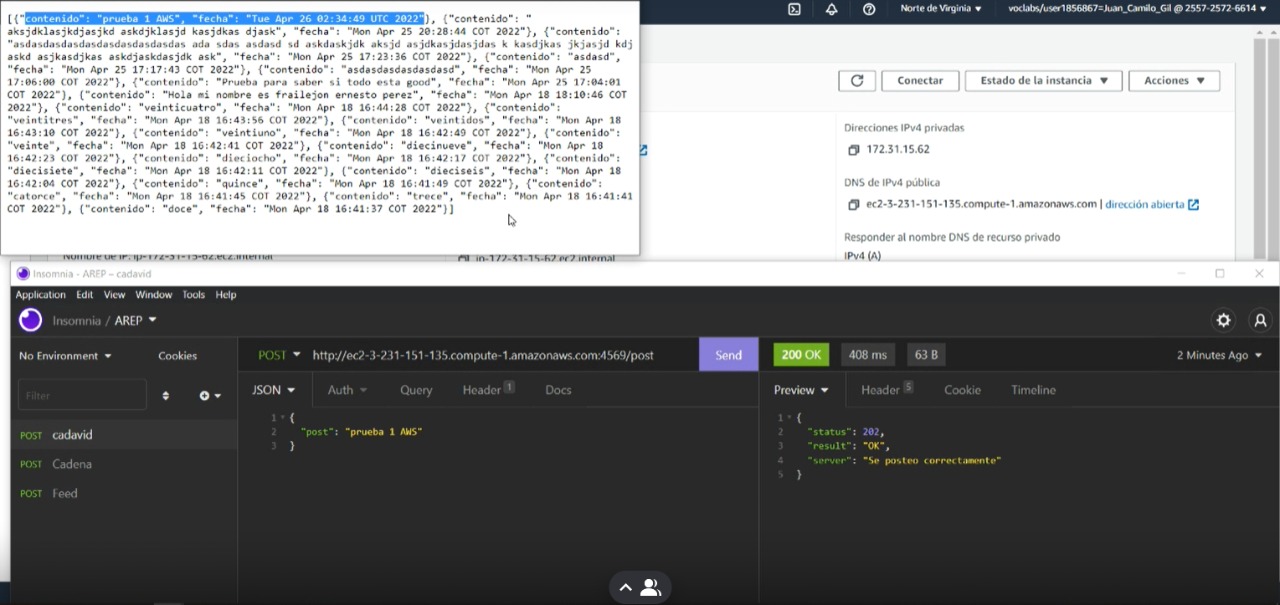 [{"contenido": "prueba 1 AWS", "fecha": "Tue Apr 26 02:34:49 UTC 2022"}, {"contenido": "
aksjdklasjkdjasjkd askdjklasjd kasjdkas djask", "fecha": "Mon Apr 25 20:28:44 COT 2022"}, {"contenido":
"asdasdasdasdasdasdasdasdas ada sdas asdasd sd askdaskjdk aksjd asjdkasjdasjdas k kasdjkas jkjasjd kdj
askd asjkasdjkas askdjaskdasjdk ask", "fecha": "Mon Apr 25 17:23:36 COT 2022"}, {"contenido": "asdasd",
"fecha": "Mon Apr 25 17:17:43 COT 2022"}, {"contenido": "asdasdasdasdasdasd", "fecha": "Mon Apr 25
17:06:00 COT 2022"}, {"contenido": "Prueba para saber si todo esta good", "fecha": "Mon Apr 25 17:04:01
COT 2022"}, {"contenido": "Hola mi nombre es frailejon ernesto perez", "fecha": "Mon Apr 18 18:10:46 COT
2022"}, {"contenido": "veinticuatro", "fecha": "Mon Apr 18 16:44:28 COT 2022"}, {"contenido":
"veintitres", "fecha": "Mon Apr 18 16:43:56 COT 2022"}, {"contenido": "veintidos", "fecha": "Mon Apr 18
16:43:10 COT 2022"}, {"contenido": "veintiuno", "fecha": "Mon Apr 18 16:42:49 COT 2022"}, {"contenido":
"veinte", "fecha": "Mon Apr 18 16:42:41 COT 2022"}, {"contenido": "diecinueve", "fecha": "Mon Apr 18
16:42:23 COT 2022"}, {"contenido": "dieciocho", "fecha": "Mon Apr 18 16:42:17 COT 2022"}, {"contenido":
"diecisiete", "fecha": "Mon Apr 18 16:42:11 COT 2022"}, {"contenido": "dieciseis", "fecha": "Mon Apr 18
16:42:04 COT 2022"}, {"contenido": "quince", "fecha": "Mon Apr 18 16:41:49 COT 2022"}, {"contenido":
"catorce", "fecha": "Mon Apr 18 16:41:45 COT 2022"}, {"contenido": "trece", "fecha": "Mon Apr 18 16:41:41
COT 2022"}, {"contenido": "doce", "fecha": "Mon Apr 18 16:41:37 COT 2022"}]
Norte de Virginia
voclabs/user1856867=Juan_Camilo_Gil @ 2557-2572-6614
Conectar
Estado de la instancia
Acciones
Direcciones IPv4 privadas
172.31.15.62
DNS de IPv4 pública
ec2-3-231-151-135.compute-1.amazonaws.com | dirección abierta
Responder al nombre DNS de recurso privado
IPv4 (A)
Nombre de IP: ip-172-31-15-62.ec2.internal
ip-172-31-15-62.ec2.internal
Insomnia - AREP – cadavid
Application Edit View Window Tools Help
Insomnia / AREP
No Environment
Cookies
POST http://ec2-3-231-151-135.compute-1.amazonaws.com:4569/post
Send
200 OK
408 ms
63 B
2 Minutes Ago
Filter
JSON
Auth
Query
Header 1
Docs
Preview
Header 5
Cookie
Timeline
POST cadavid
POST Cadena
POST Feed
1 {
2 "post": "prueba 1 AWS"
3 }
1 {
2 "status": 202,
3 "result": "OK",
4 "server": "Se posteo correctamente"
5 }